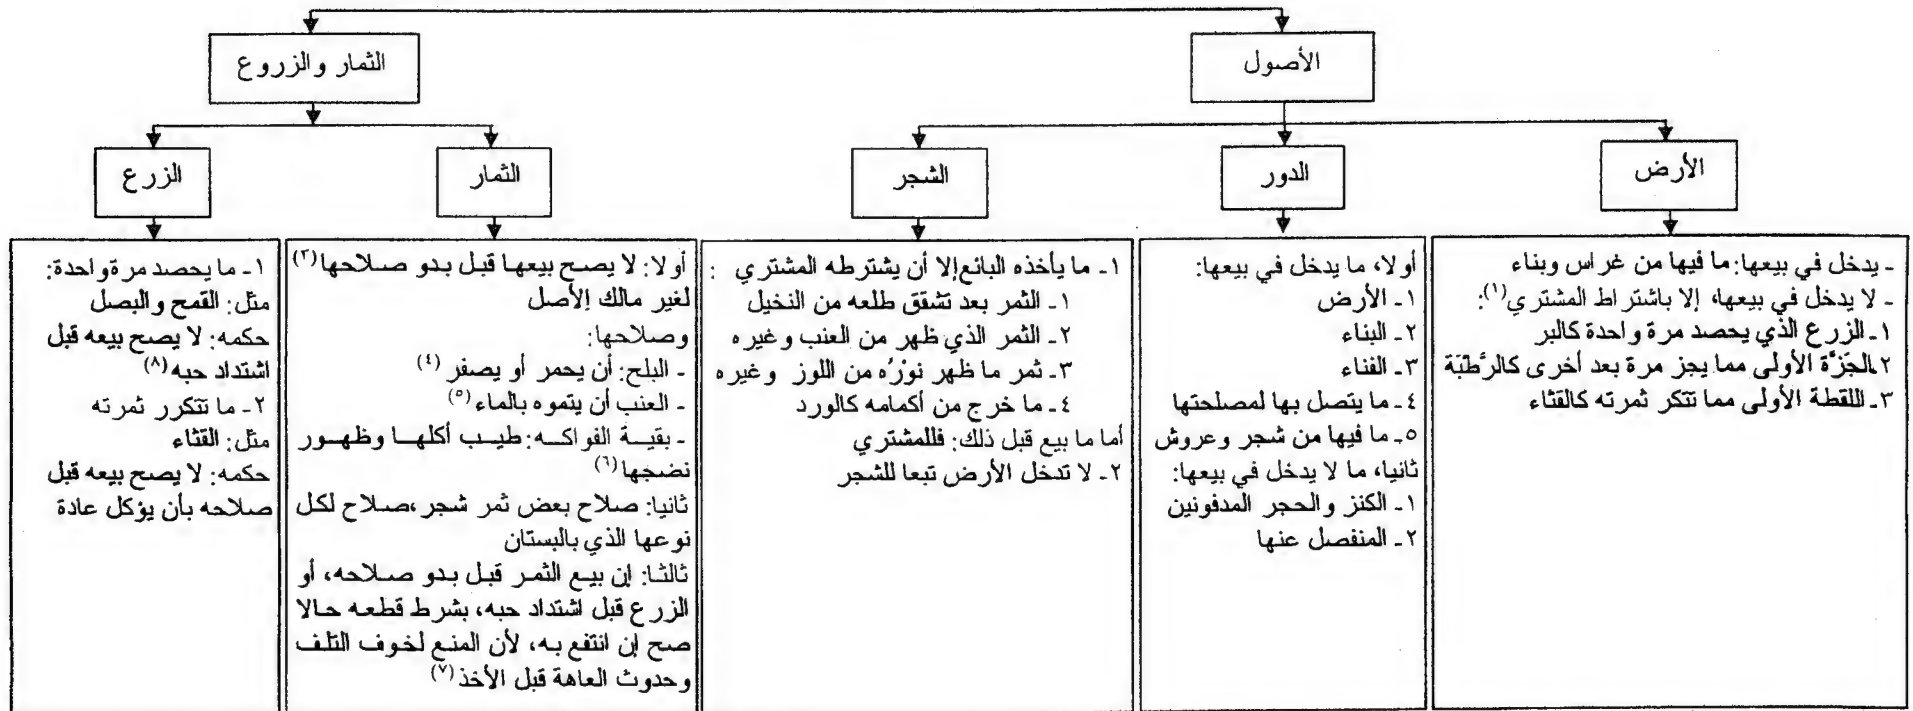 الأصول
الثمار والزروع
الأرض
الدور
الشجر
الثمار
الزرع
- يدخل في بيعها: ما فيها من غراس وبناء
- لا يدخل في بيعها، إلا باشتراط المشتري(١):
١- الزرع الذي يحصد مرة واحدة كالبر
٢- الجَزَّة الأولى مما يجز مرة بعد أخرى كالرَّطْبَة
٣- اللقطة الأولى مما تتكر ثمرته كالقثاء
أولا، ما يدخل في بيعها:
١- الأرض
٢- البناء
٣- الفناء
٤- ما يتصل بها لمصلحتها
٥- ما فيها من شجر وعروش
ثانيا، ما لا يدخل في بيعها:
١- الكنز والحجر المدفونين
٢- المنفصل عنها
١- ما يأخذه البائع إلا أن يشترطه المشتري :
١- الثمر بعد تشقق طلعه من النخيل
٢- الثمر الذي ظهر من العنب وغيره
٣- ثمر ما ظهر نوْرُه من اللوز وغيره
٤- ما خرج من أكمامه كالورد
أما ما بيع قبل ذلك: فللمشتري
٢- لا تدخل الأرض تبعا للشجر
أولا: لا يصح بيعها قبل بدو صلاحها(٣)
لغير مالك الأصل
وصلاحها:
- البلح: أن يحمر أو يصفر (٤)
- العنب أن يتموه بالماء(٥)
- بقية الفواكه: طيب أكلها وظهور
نضجها(٦)
ثانيا: صلاح بعض ثمر شجر، صلاح لكل
نوعها الذي بالبستان
ثالثا: إن بيع الثمر قبل بدو صلاحه، أو
الزرع قبل اشتداد حبه، بشرط قطعه حالا
صح إن انتفع به، لأن المنع لخوف التلف
وحدوث العاهة قبل الأخذ(٧)
١- ما يحصد مرة واحدة:
مثل: القمح والبصل
حكمه: لا يصح بيعه قبل
اشتداد حبه(٨)
٢- ما تتكرر ثمرته
مثل: القثاء
حكمه: لا يصح بيعه قبل
صلاحه بأن يؤكل عادة